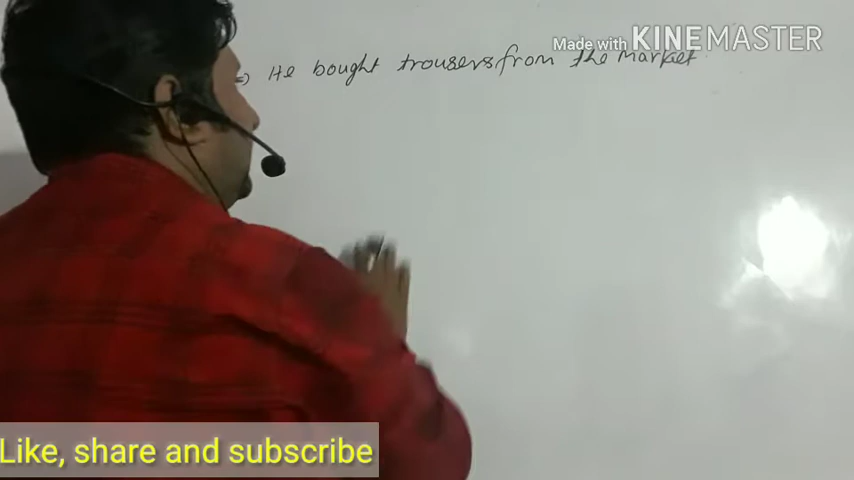 Made with KINEMASTER
⇒ He bought trousers from the market.
Like, share and subscribe